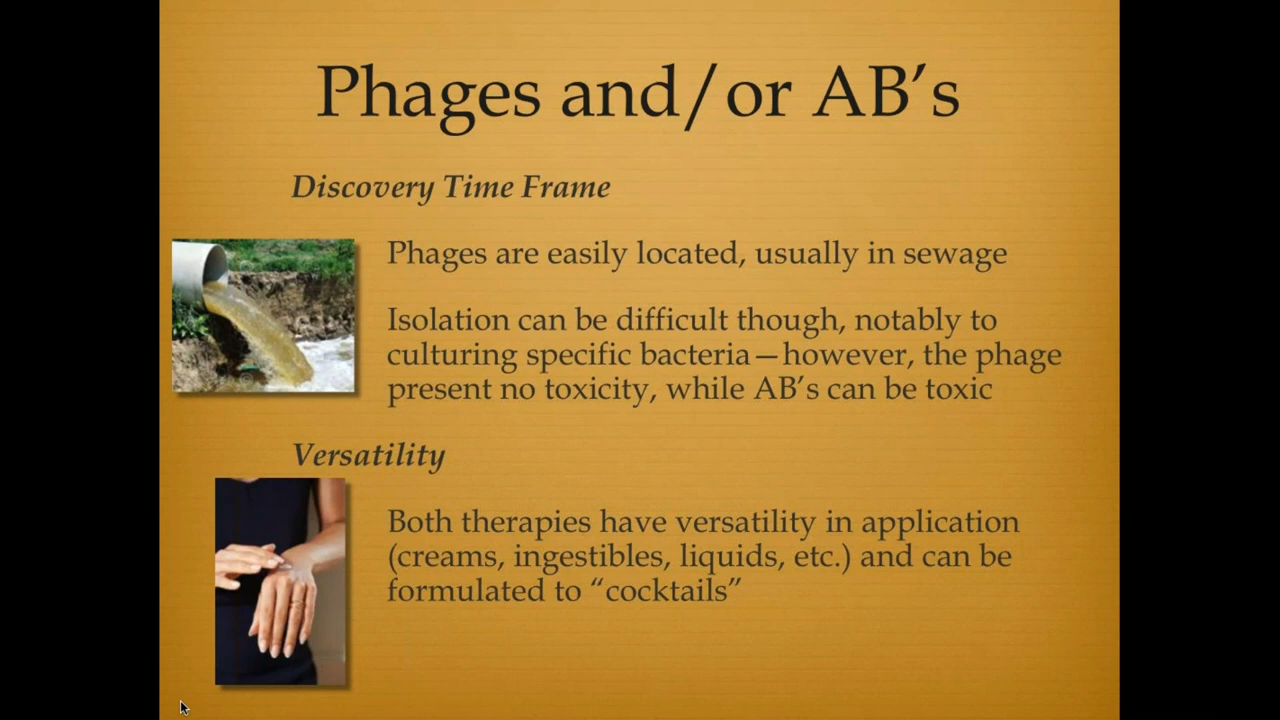 Phages and/or AB’s
Discovery Time Frame
Phages are easily located, usually in sewage
Isolation can be difficult though, notably to
culturing specific bacteria—however, the phage
present no toxicity, while AB’s can be toxic
Versatility
Both therapies have versatility in application
(creams, ingestibles, liquids, etc.) and can be
formulated to “cocktails”